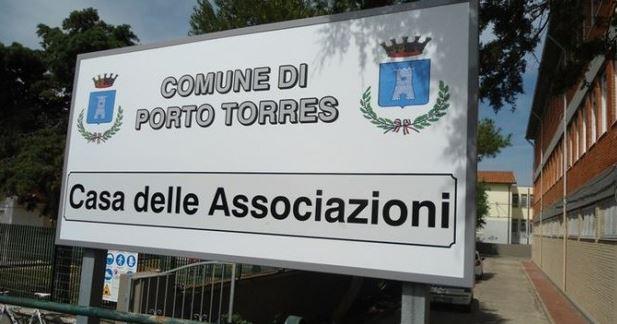 COMUNE DI
PORTO TORRES
Casa delle Associazioni